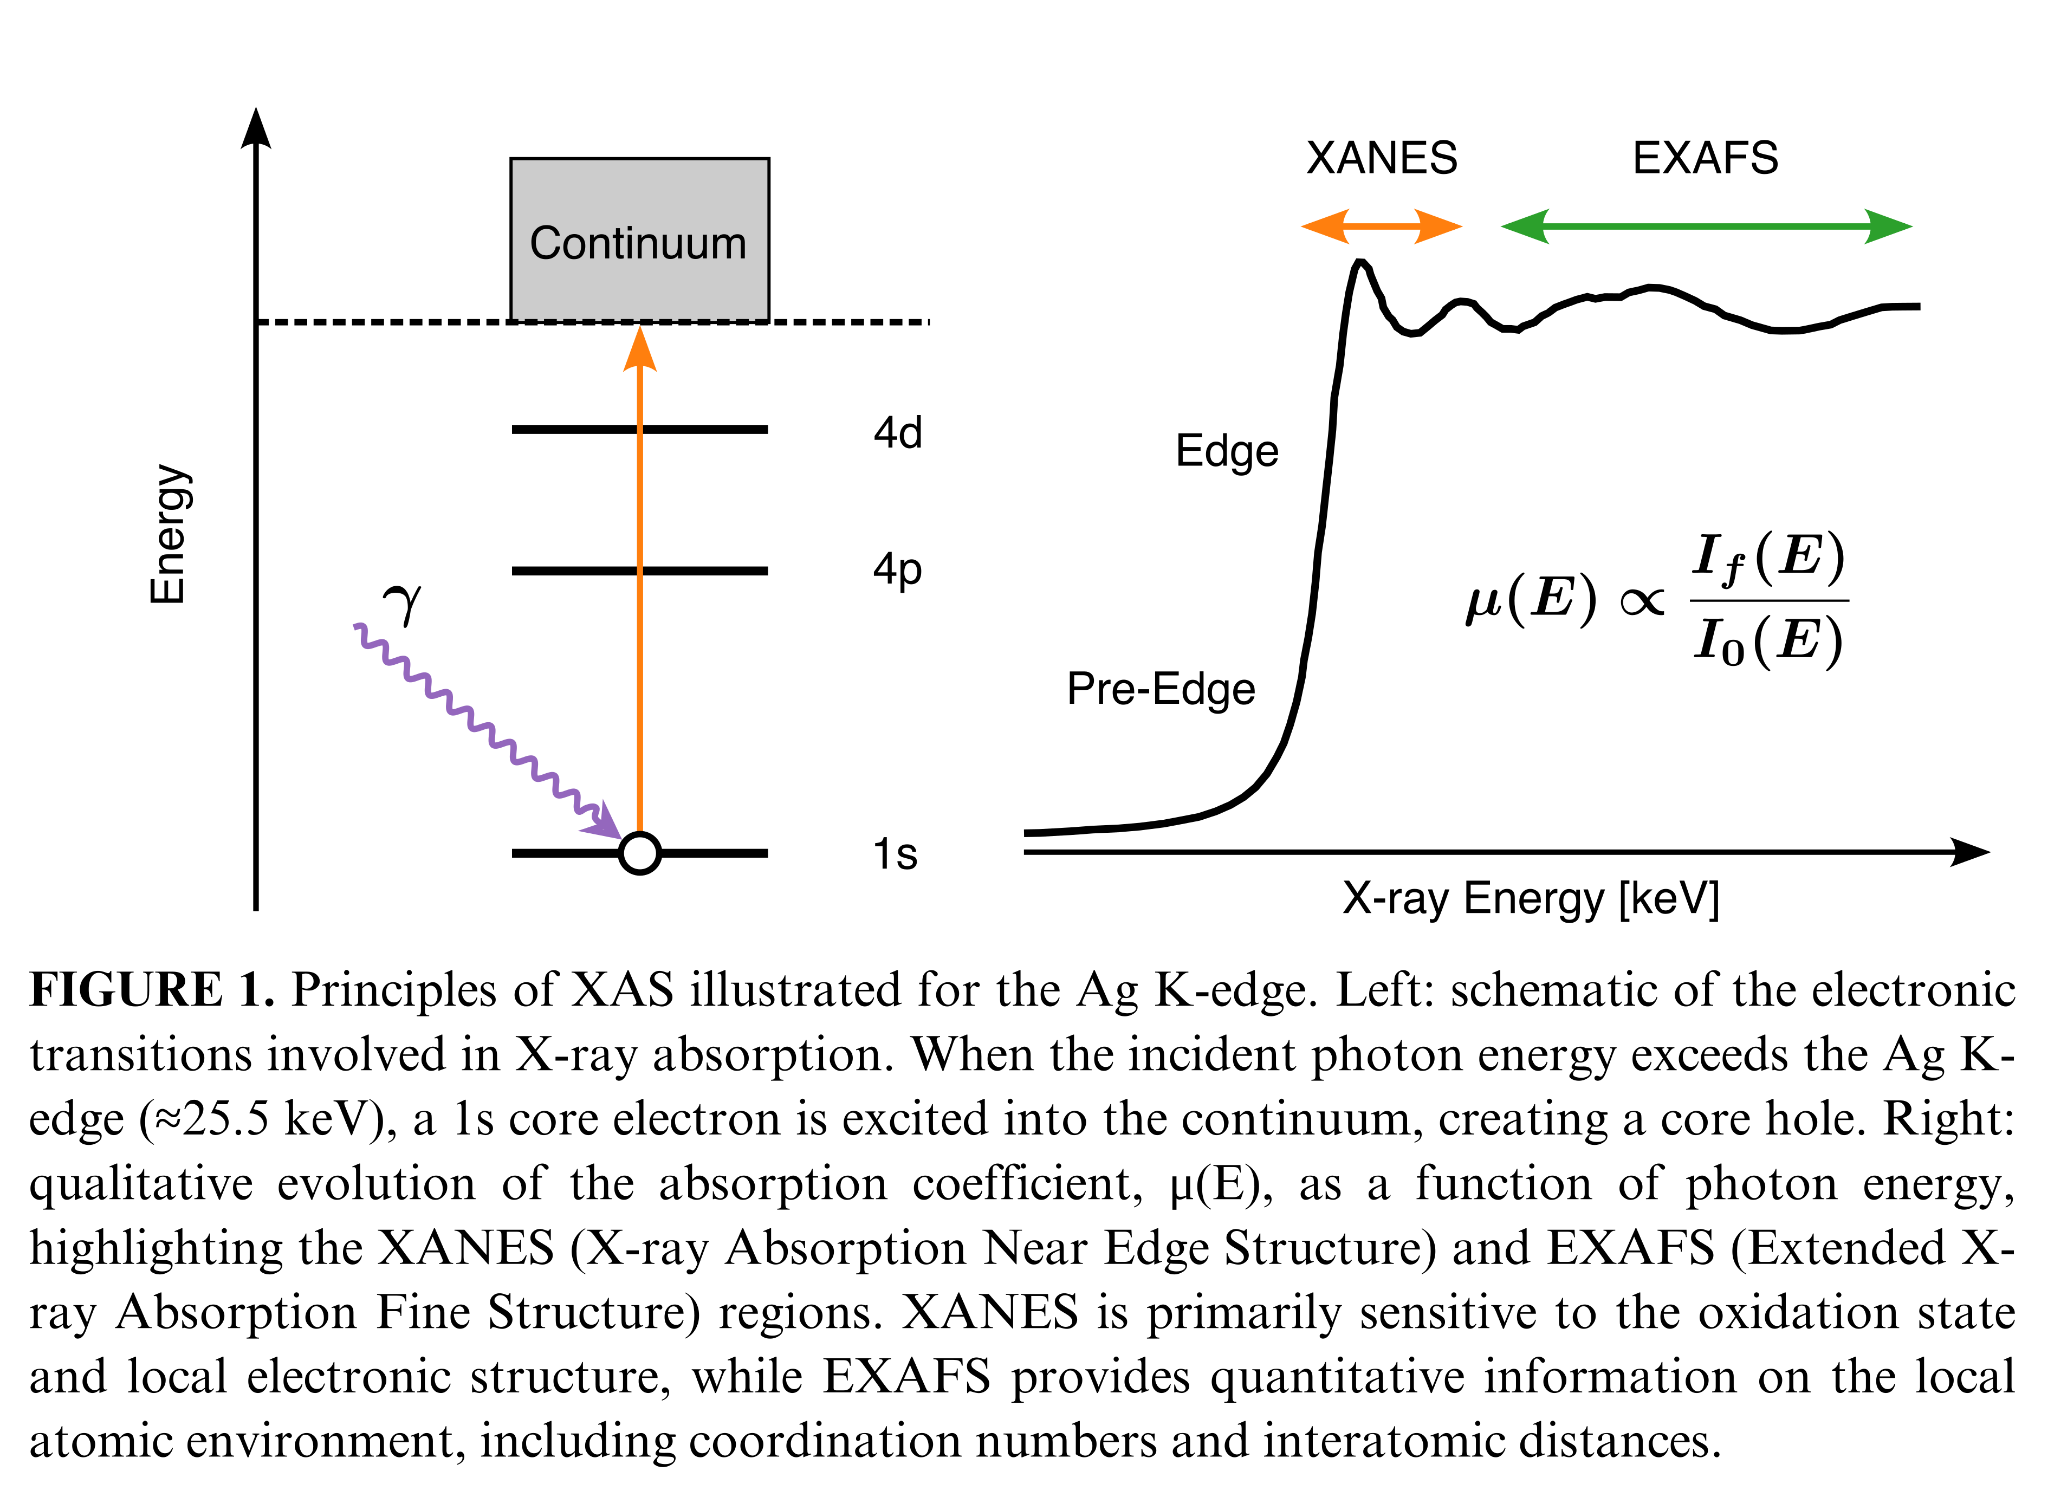 Continuum
4d
4p
1s
Energy
γ
XANES
EXAFS
Edge
Pre-Edge
μ(E) ∝ I_f(E) / I_0(E)
X-ray Energy [keV]
FIGURE 1. Principles of XAS illustrated for the Ag K-edge. Left: schematic of the electronic
transitions involved in X-ray absorption. When the incident photon energy exceeds the Ag K-
edge (≈25.5 keV), a 1s core electron is excited into the continuum, creating a core hole. Right:
qualitative evolution of the absorption coefficient, μ(E), as a function of photon energy,
highlighting the XANES (X-ray Absorption Near Edge Structure) and EXAFS (Extended X-
ray Absorption Fine Structure) regions. XANES is primarily sensitive to the oxidation state
and local electronic structure, while EXAFS provides quantitative information on the local
atomic environment, including coordination numbers and interatomic distances.